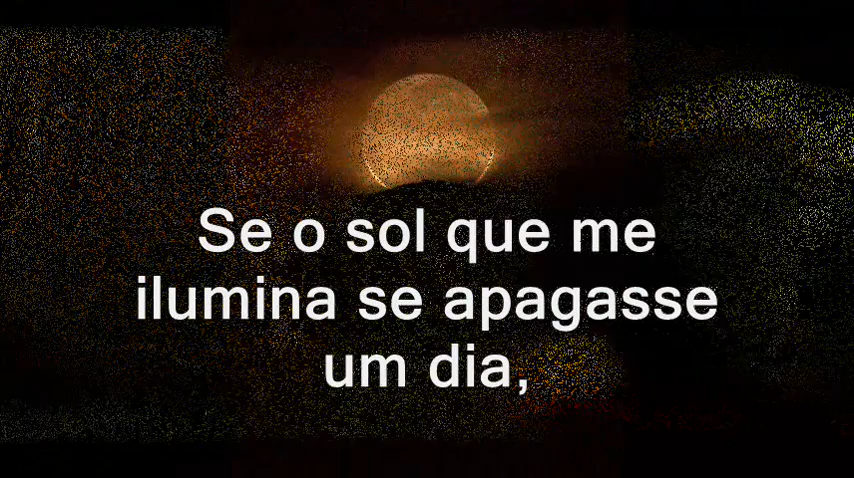 Se o sol que me
ilumina se apagasse
um dia,